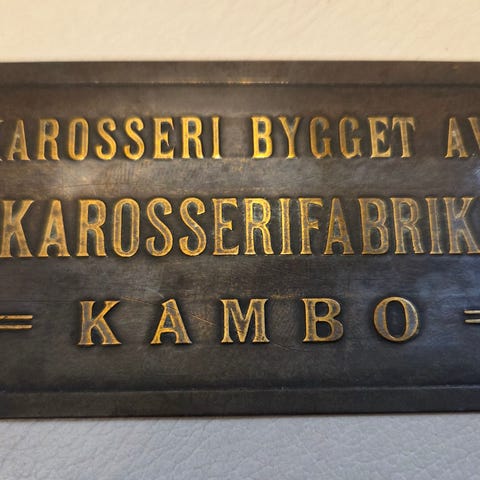 KAROSSERI BYGGET AV
KAROSSERIFABRIK
= KAMBO =